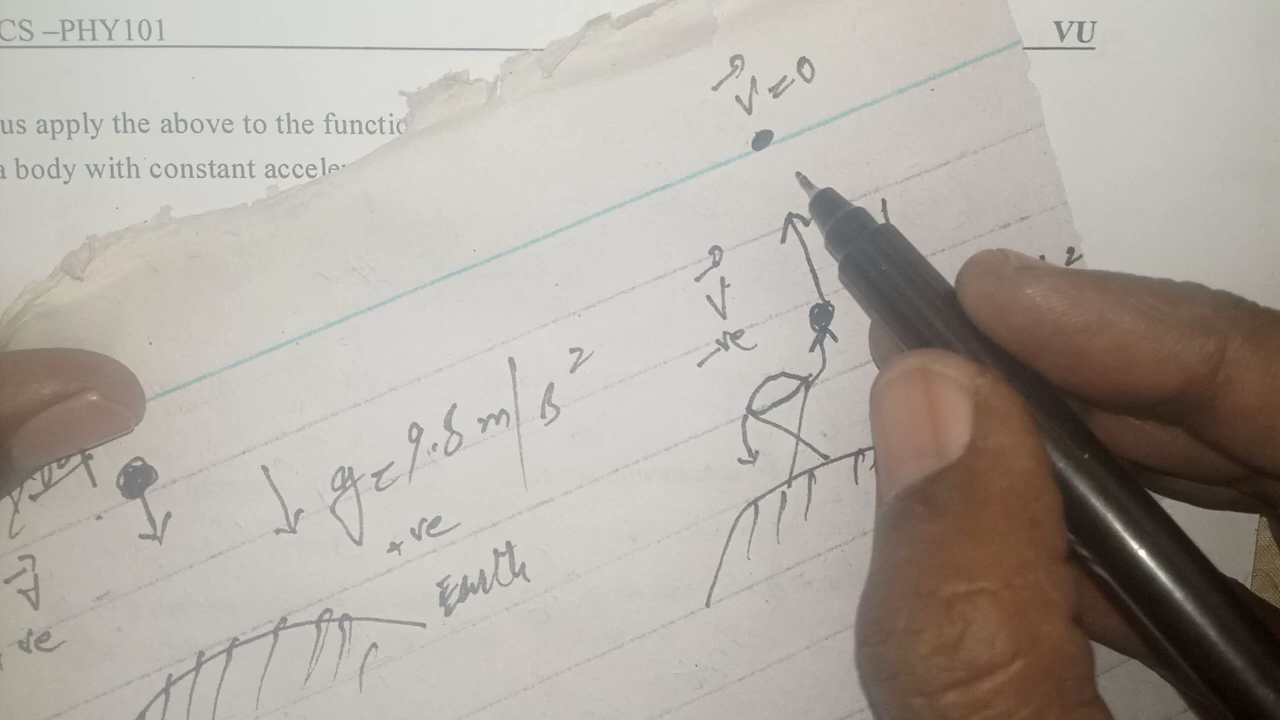 CS –PHY101
VU
us apply the above to the functio
a body with constant acceler
V = 0
V
-ve
g = 9.8 m/s²
+ve
Earth
V
ve
2